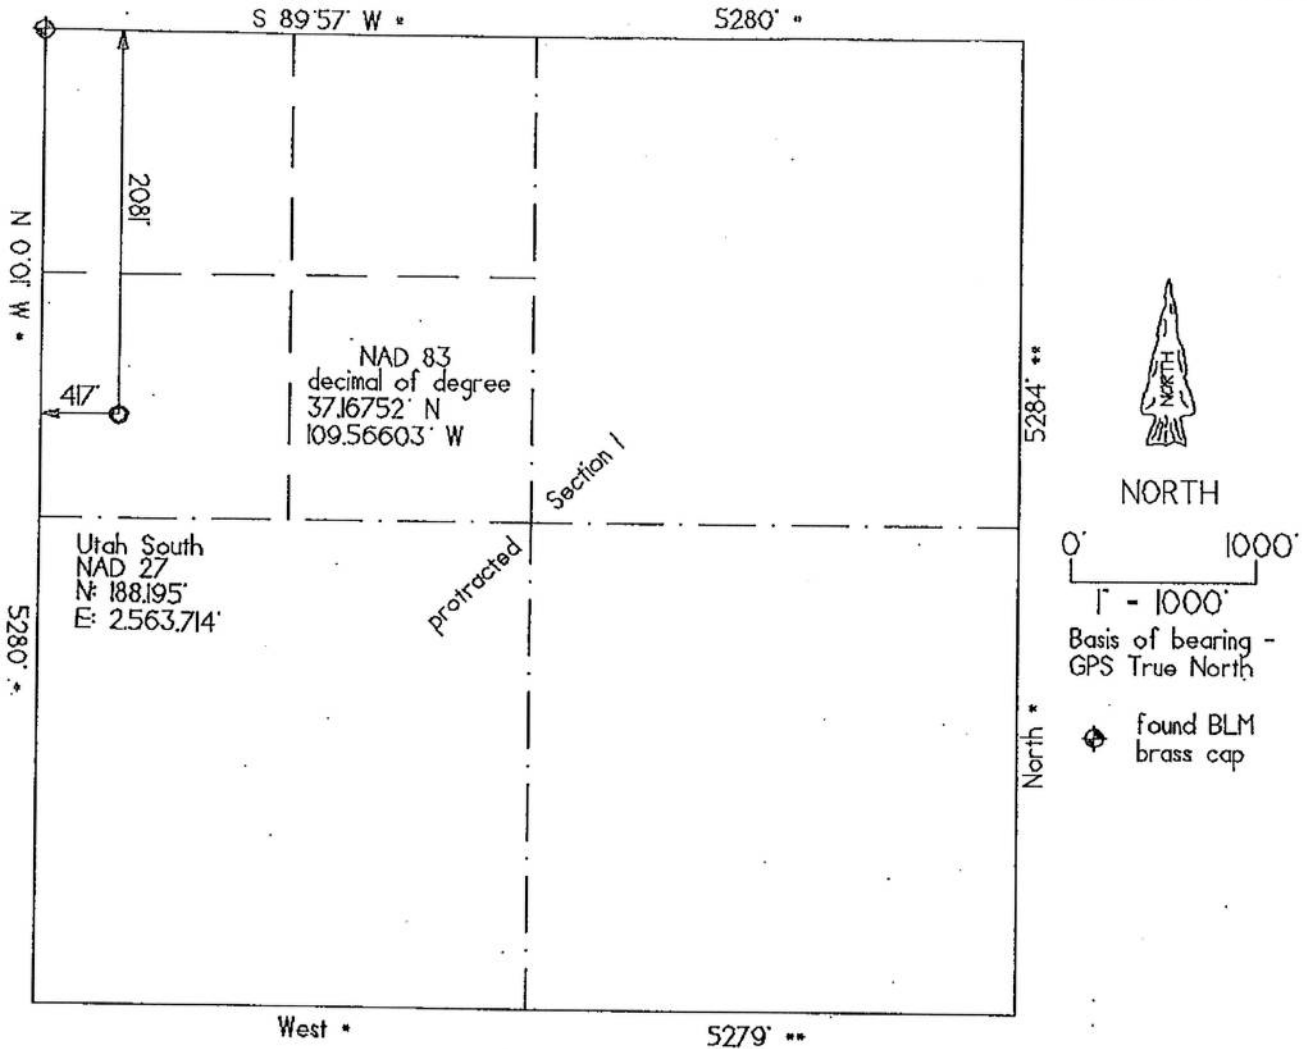 S 89°57' W *
5280' *
2081'
N 0°01' W *
417'
NAD 83
decimal of degree
37.16752° N
109.56603° W
Section 1
protracted
Utah South
NAD 27
N: 188,195'
E: 2,563,714'
5280' *
5284' **
North *
West *
5279' **
NORTH
NORTH
0'
1000'
1" - 1000'
Basis of bearing -
GPS True North
found BLM
brass cap